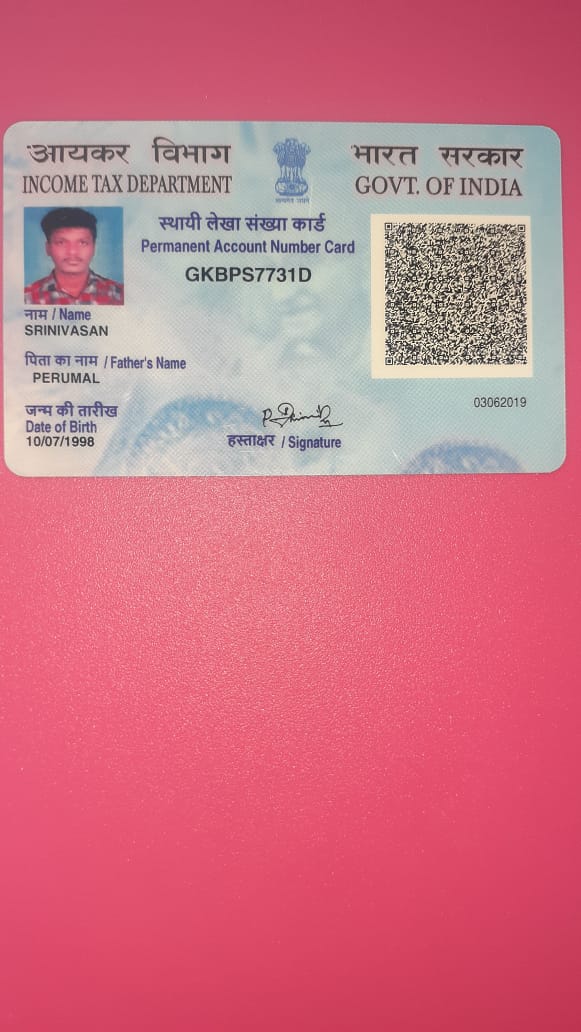 आयकर विभाग
INCOME TAX DEPARTMENT
भारत सरकार
GOVT. OF INDIA
स्थायी लेखा संख्या कार्ड
Permanent Account Number Card
GKBPS7731D
नाम / Name
SRINIVASAN
पिता का नाम / Father's Name
PERUMAL
जन्म की तारीख
Date of Birth
10/07/1998
हस्ताक्षर / Signature
03062019